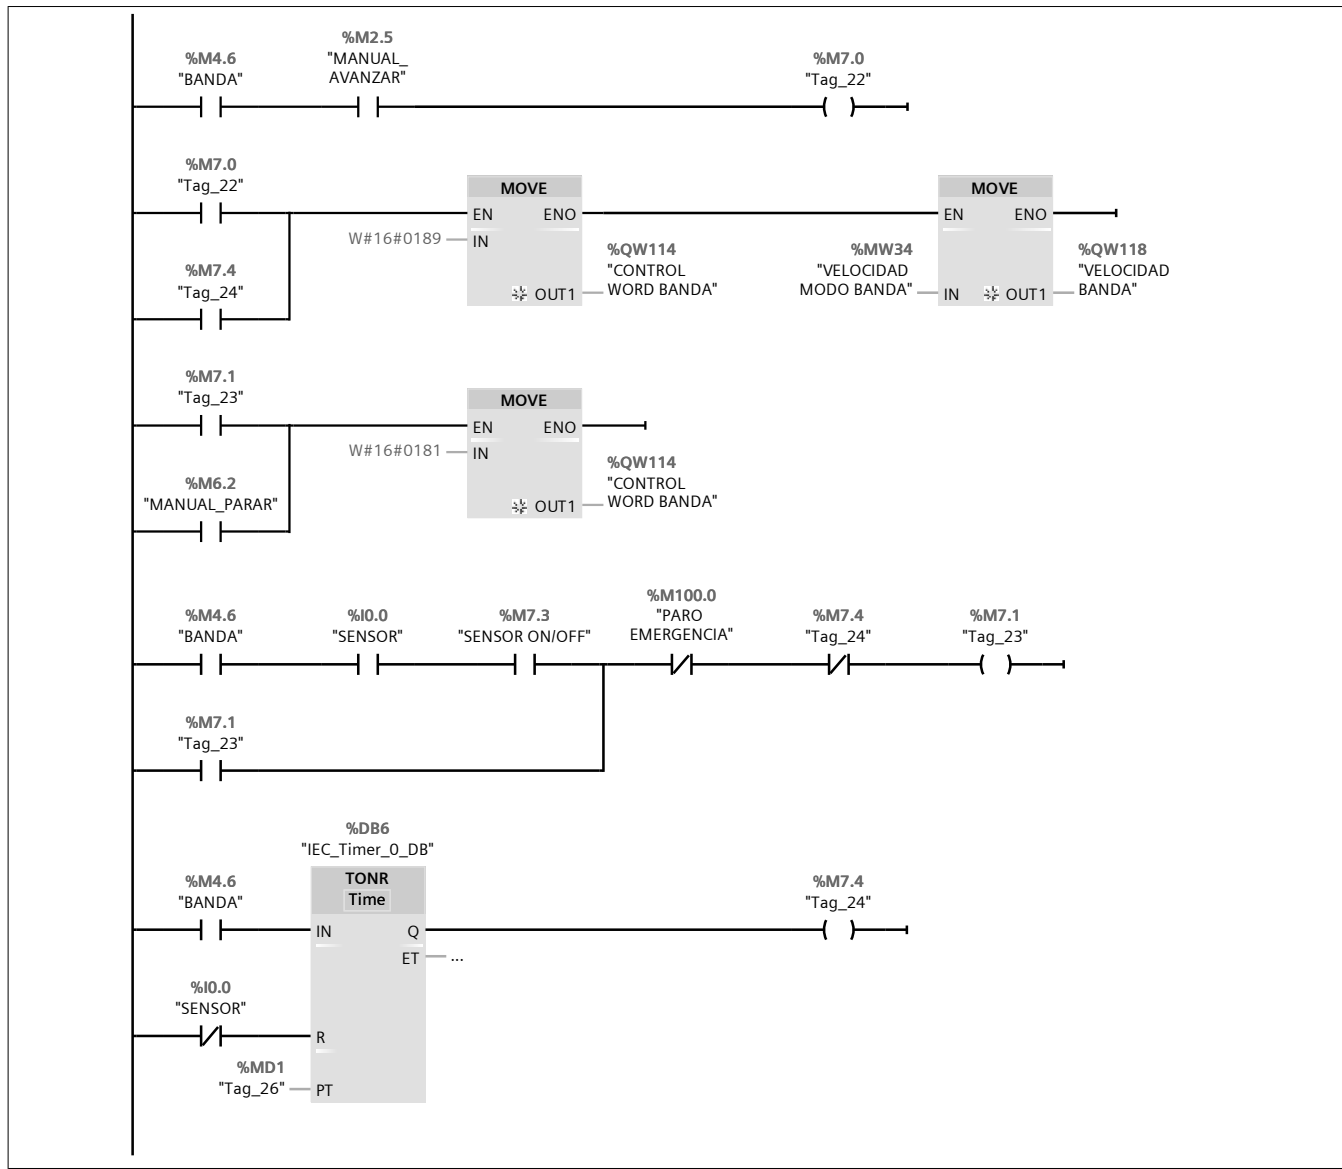 %M4.6
"BANDA"
%M2.5
"MANUAL_
AVANZAR"
%M7.0
"Tag_22"
%M7.0
"Tag_22"
%M7.4
"Tag_24"
MOVE
EN ENO
W#16#0189 IN
OUT1
%QW114
"CONTROL
WORD BANDA"
MOVE
EN ENO
%MW34
"VELOCIDAD
MODO BANDA"
IN OUT1
%QW118
"VELOCIDAD
BANDA"
%M7.1
"Tag_23"
%M6.2
"MANUAL_PARAR"
MOVE
EN ENO
W#16#0181 IN
OUT1
%QW114
"CONTROL
WORD BANDA"
%M4.6
"BANDA"
%I0.0
"SENSOR"
%M7.3
"SENSOR ON/OFF"
%M100.0
"PARO
EMERGENCIA"
%M7.4
"Tag_24"
%M7.1
"Tag_23"
%M7.1
"Tag_23"
%DB6
"IEC_Timer_0_DB"
%M4.6
"BANDA"
TONR
Time
IN Q
ET ...
%M7.4
"Tag_24"
%I0.0
"SENSOR"
R
%MD1
"Tag_26"
PT